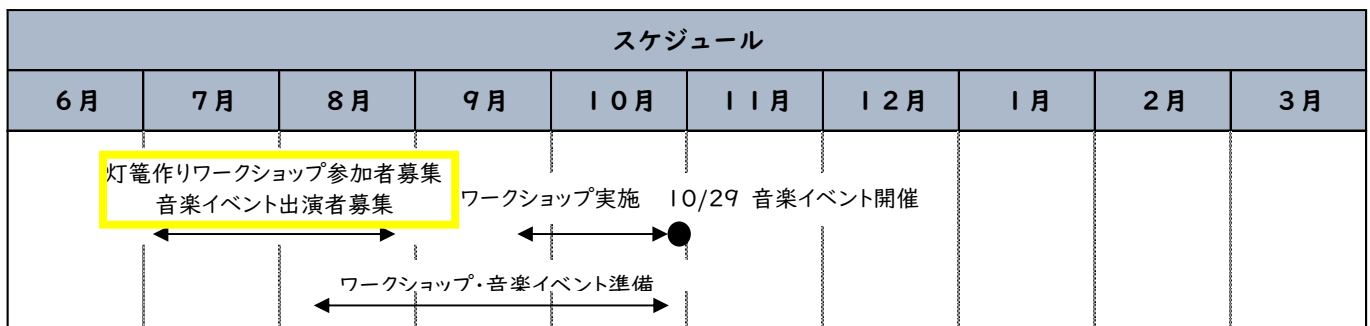 スケジュール
6月 7月 8月 9月 10月 11月 12月 1月 2月 3月
灯篭作りワークショップ参加者募集
音楽イベント出演者募集
ワークショップ実施 10/29 音楽イベント開催
ワークショップ・音楽イベント準備